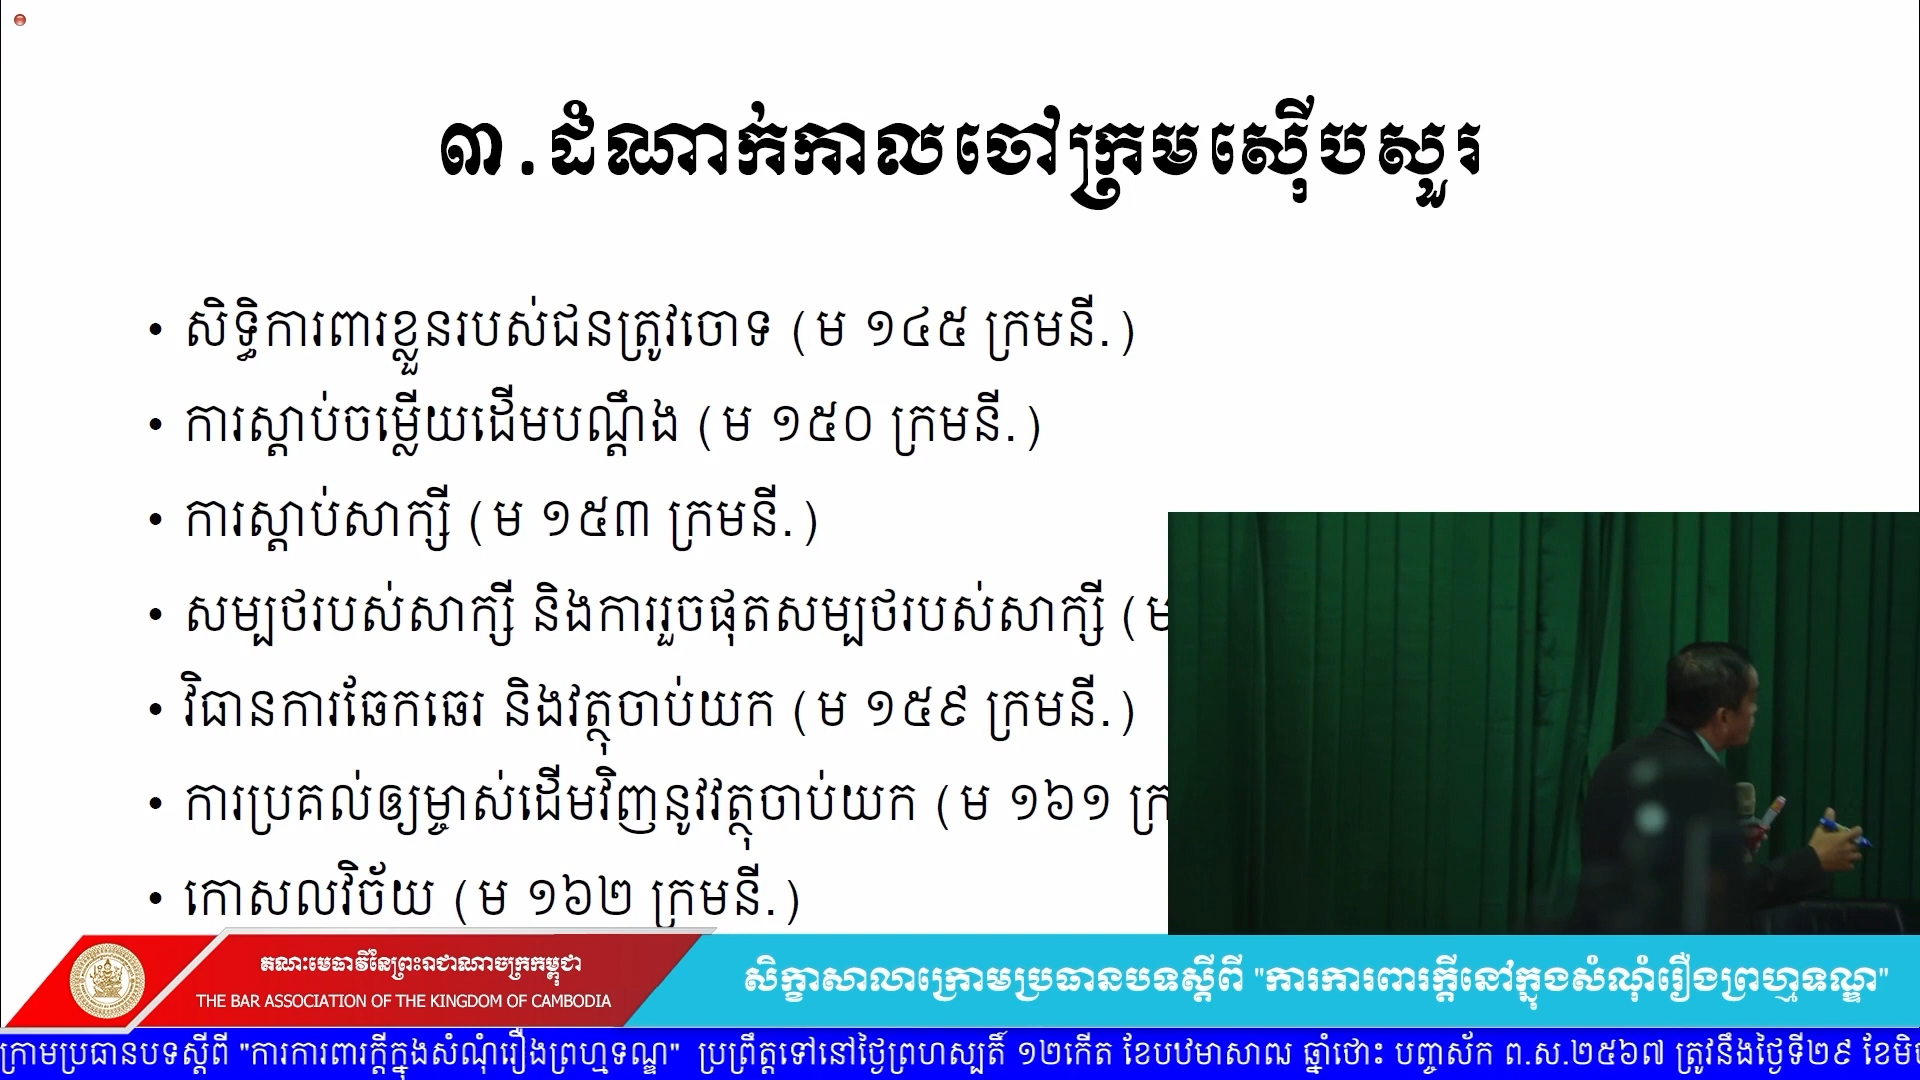 ៣.ដំណាក់កាលចៅក្រមស៊ើបសួរ
• សិទ្ធិការពារខ្លួនរបស់ជនត្រូវចោទ (ម ១៤៥ ក្រមនី.)
• ការស្តាប់ចម្លើយដើមបណ្តឹង (ម ១៥០ ក្រមនី.)
• ការស្តាប់សាក្សី (ម ១៥៣ ក្រមនី.)
• សម្បថរបស់សាក្សី និងការរួចផុតសម្បថរបស់សាក្សី (ម
• វិធានការឆែកឆេរ និងវត្ថុចាប់យក (ម ១៥៩ ក្រមនី.)
• ការប្រគល់ឲ្យម្ចាស់ដើមវិញនូវវត្ថុចាប់យក (ម ១៦១ ក្រ
• កោសលវិច័យ (ម ១៦២ ក្រមនី.)
គណៈមេធាវីនៃព្រះរាជាណាចក្រកម្ពុជា
THE BAR ASSOCIATION OF THE KINGDOM OF CAMBODIA
សិក្ខាសាលាក្រោមប្រធានបទស្តីពី "ការការពារក្តីនៅក្នុងសំណុំរឿងព្រហ្មទណ្ឌ"
ក្រោមប្រធានបទស្តីពី "ការការពារក្តីក្នុងសំណុំរឿងព្រហ្មទណ្ឌ" ប្រព្រឹត្តទៅនៅថ្ងៃព្រហស្បតិ៍ ១២កើត ខែបឋមាសាឍ ឆ្នាំថោះ បញ្ចស័ក ព.ស.២៥៦៧ ត្រូវនឹងថ្ងៃទី២៩ ខែមិថ